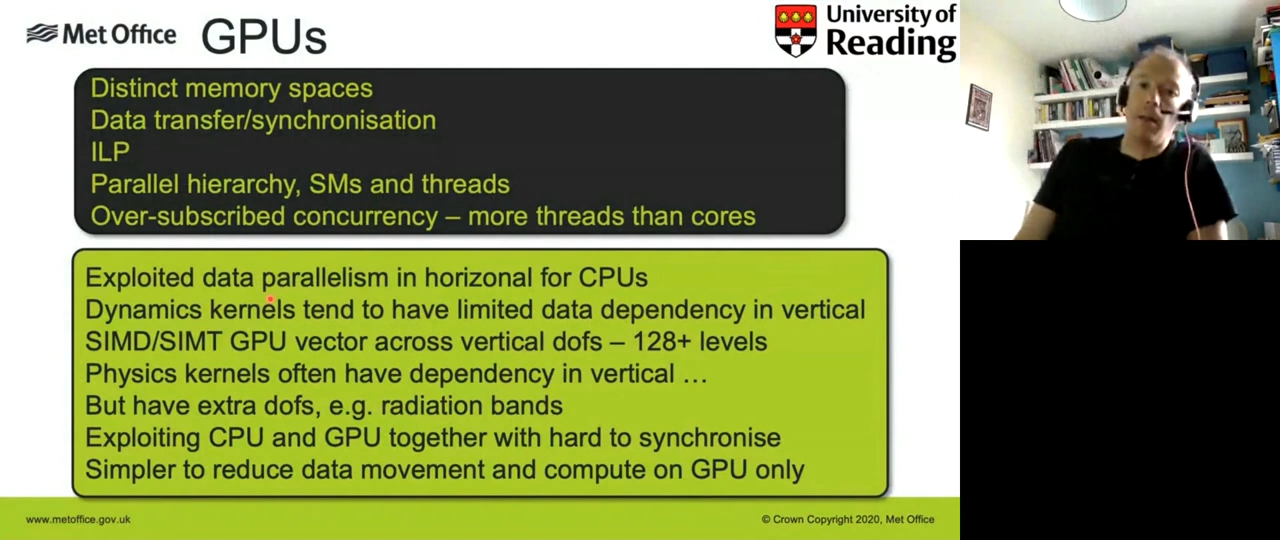 Met Office
GPUs
University of
Reading
Distinct memory spaces
Data transfer/synchronisation
ILP
Parallel hierarchy, SMs and threads
Over-subscribed concurrency – more threads than cores
Exploited data parallelism in horizonal for CPUs
Dynamics kernels tend to have limited data dependency in vertical
SIMD/SIMT GPU vector across vertical dofs – 128+ levels
Physics kernels often have dependency in vertical …
But have extra dofs, e.g. radiation bands
Exploiting CPU and GPU together with hard to synchronise
Simpler to reduce data movement and compute on GPU only
www.metoffice.gov.uk
© Crown Copyright 2020, Met Office